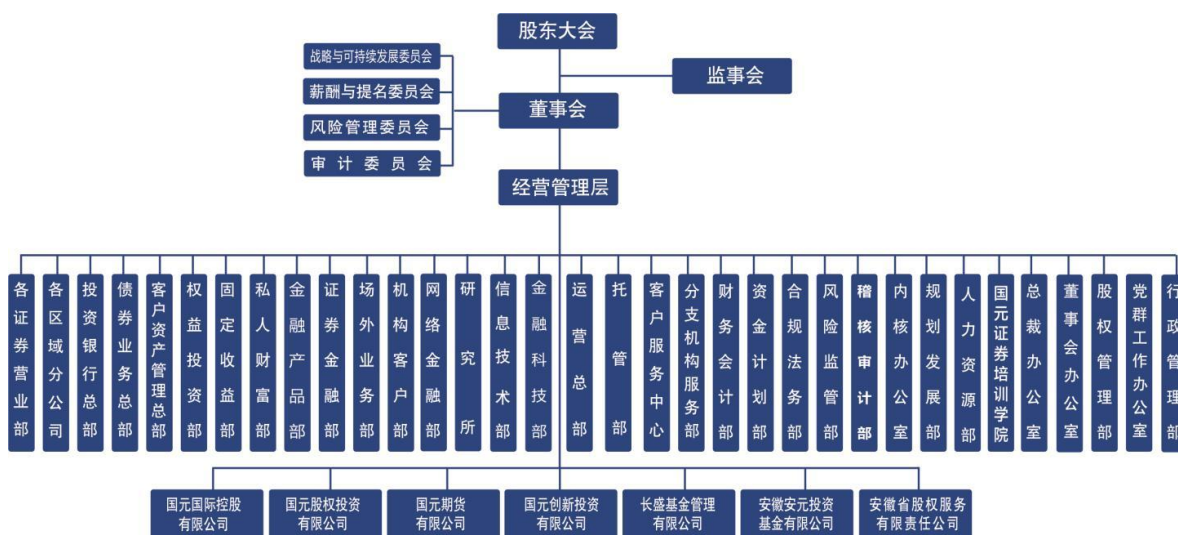 股东大会
战略与可持续发展委员会
监事会
薪酬与提名委员会
董事会
风险管理委员会
审计委员会
经营管理层
各证券营业部
各区域分公司
投资银行总部
债券业务总部
客户资产管理总部
权益投资部
固定收益部
私人财富部
金融产品部
证券金融部
场外业务部
机构客户部
网络金融部
研究所
信息技术部
金融科技部
运营总部
托管部
客户服务中心
分支机构服务部
财务会计部
资金计划部
合规法务部
风险监管部
稽核审计部
内核办公室
规划发展部
人力资源部
国元证券培训学院
总裁办公室
董事会办公室
股权管理部
党群工作办公室
行政管理部
国元国际控股
有限公司
国元股权投资
有限公司
国元期货
有限公司
国元创新投资
有限公司
长盛基金管理
有限公司
安徽安元投资
基金有限公司
安徽省股权服务
有限责任公司